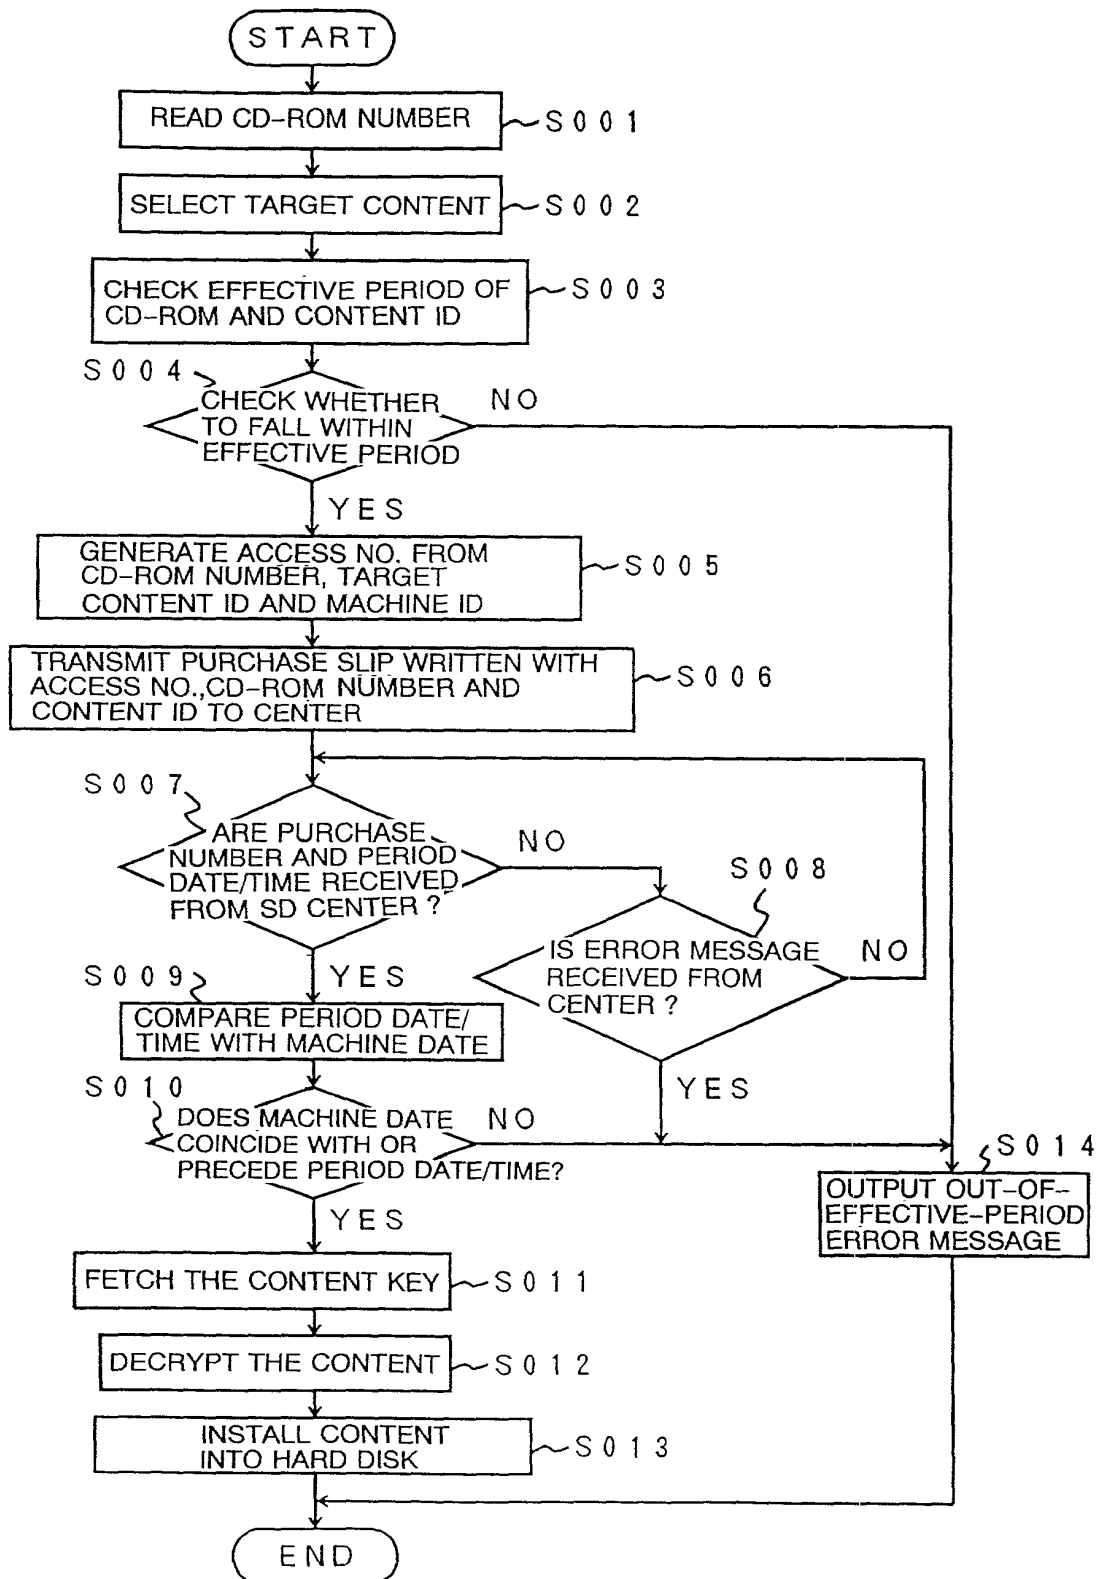 START
READ CD-ROM NUMBER
S001
SELECT TARGET CONTENT
S002
CHECK EFFECTIVE PERIOD OF
CD-ROM AND CONTENT ID
S003
S004
CHECK WHETHER
TO FALL WITHIN
EFFECTIVE PERIOD
NO
YES
GENERATE ACCESS NO. FROM
CD-ROM NUMBER, TARGET
CONTENT ID AND MACHINE ID
S005
TRANSMIT PURCHASE SLIP WRITTEN WITH
ACCESS NO.,CD-ROM NUMBER AND
CONTENT ID TO CENTER
S006
S007
ARE PURCHASE
NUMBER AND PERIOD
DATE/TIME RECEIVED
FROM SD CENTER ?
NO
YES
S008
IS ERROR MESSAGE
RECEIVED FROM
CENTER ?
NO
YES
S009
COMPARE PERIOD DATE/
TIME WITH MACHINE DATE
S010
DOES MACHINE DATE
COINCIDE WITH OR
PRECEDE PERIOD DATE/TIME?
NO
YES
S014
OUTPUT OUT-OF-
EFFECTIVE-PERIOD
ERROR MESSAGE
FETCH THE CONTENT KEY
S011
DECRYPT THE CONTENT
S012
INSTALL CONTENT
INTO HARD DISK
S013
END